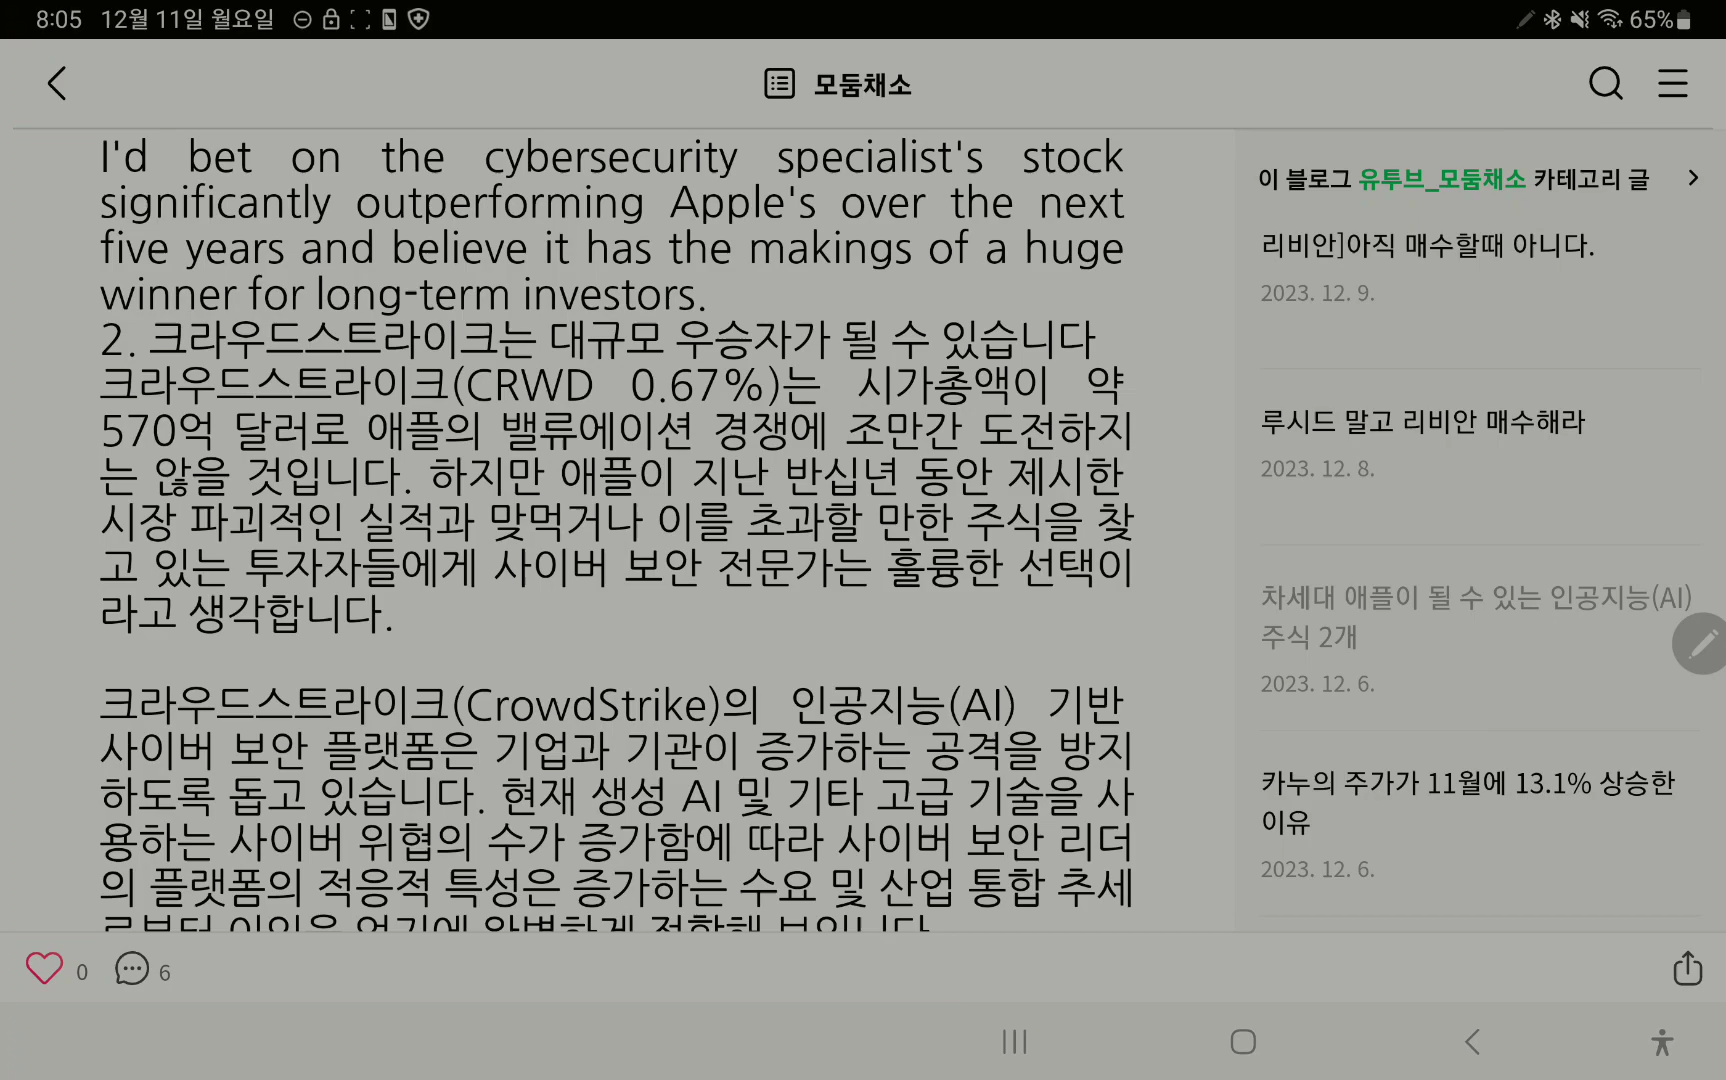 8:05 12월 11일 월요일
65%
모둠채소
I'd bet on the cybersecurity specialist's stock
significantly outperforming Apple's over the next
five years and believe it has the makings of a huge
winner for long-term investors.
2. 크라우드스트라이크는 대규모 우승자가 될 수 있습니다
크라우드스트라이크(CRWD 0.67%)는 시가총액이 약
570억 달러로 애플의 밸류에이션 경쟁에 조만간 도전하지
는 않을 것입니다. 하지만 애플이 지난 반십년 동안 제시한
시장 파괴적인 실적과 맞먹거나 이를 초과할 만한 주식을 찾
고 있는 투자자들에게 사이버 보안 전문가는 훌륭한 선택이
라고 생각합니다.
크라우드스트라이크(CrowdStrike)의 인공지능(AI) 기반
사이버 보안 플랫폼은 기업과 기관이 증가하는 공격을 방지
하도록 돕고 있습니다. 현재 생성 AI 및 기타 고급 기술을 사
용하는 사이버 위협의 수가 증가함에 따라 사이버 보안 리더
의 플랫폼의 적응적 특성은 증가하는 수요 및 산업 통합 추세
로부터 이익을 얻기에 완벽하게 적합해 보입니다
이 블로그 유투브_모둠채소 카테고리 글
리비안]아직 매수할때 아니다.
2023. 12. 9.
루시드 말고 리비안 매수해라
2023. 12. 8.
차세대 애플이 될 수 있는 인공지능(AI)
주식 2개
2023. 12. 6.
카누의 주가가 11월에 13.1% 상승한
이유
2023. 12. 6.
0 6